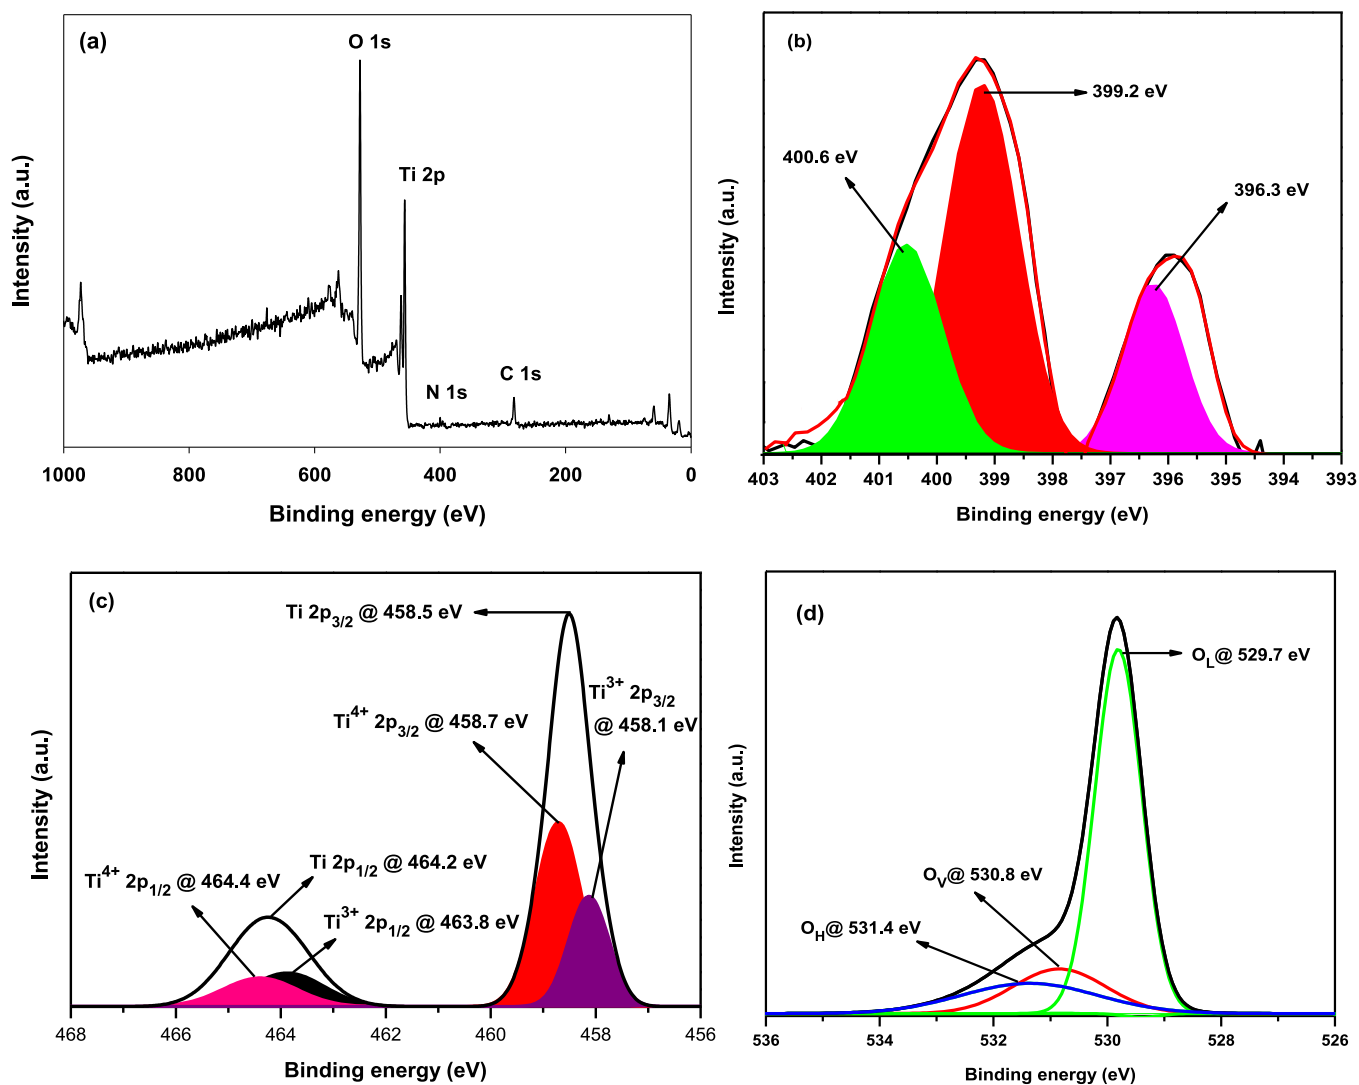 (a)
O 1s
Ti 2p
N 1s
C 1s
Intensity (a.u.)
1000 800 600 400 200 0
Binding energy (eV)
(b)
399.2 eV
400.6 eV
396.3 eV
Intensity (a.u.)
403 402 401 400 399 398 397 396 395 394 393
Binding energy (eV)
(c)
Ti 2p3/2 @ 458.5 eV
Ti3+ 2p3/2
@ 458.1 eV
Ti4+ 2p3/2 @ 458.7 eV
Ti 2p1/2 @ 464.2 eV
Ti4+ 2p1/2 @ 464.4 eV
Ti3+ 2p1/2 @ 463.8 eV
Intensity (a.u.)
468 466 464 462 460 458 456
Binding energy (eV)
(d)
OL@ 529.7 eV
OV@ 530.8 eV
OH@ 531.4 eV
Intensity (a.u.)
536 534 532 530 528 526
Binding energy (eV)